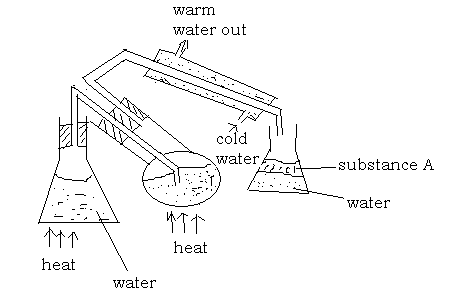 warm
water out
cold
water
substance A
water
heat
heat
water